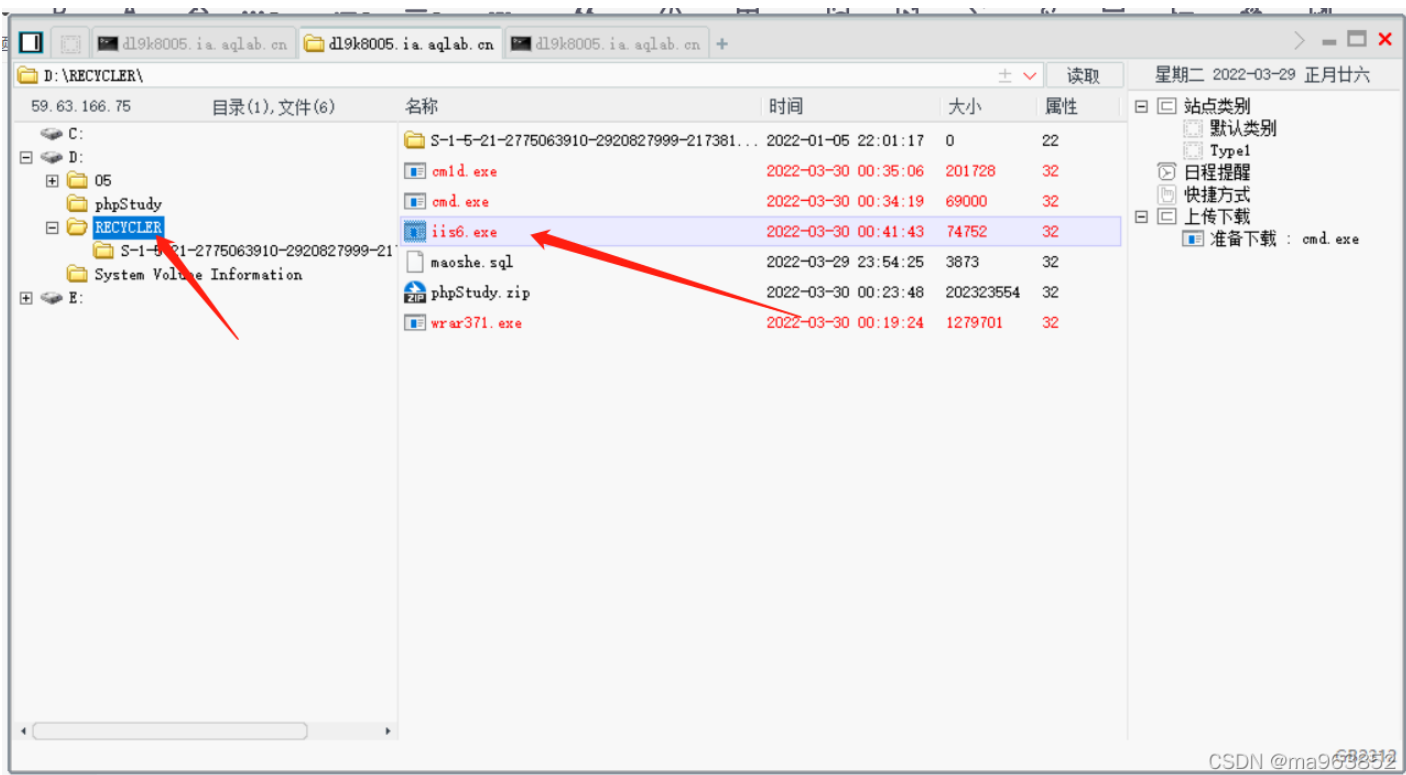 dl9k8005.ia.aqlab.cn dl9k8005.ia.aqlab.cn dl9k8005.ia.aqlab.cn +
D:\RECYCLER\ 读取 星期二 2022-03-29 正月廿六
59.63.166.75 目录(1),文件(6) 名称 时间 大小 属性
C:
D:
05
phpStudy
RECYCLER
S-1-5-21-2775063910-2920827999-21
System Volume Information
E:
S-1-5-21-2775063910-2920827999-217381... 2022-01-05 22:01:17 0 22
cm1d.exe 2022-03-30 00:35:06 201728 32
cmd.exe 2022-03-30 00:34:19 69000 32
iis6.exe 2022-03-30 00:41:43 74752 32
maoshe.sql 2022-03-29 23:54:25 3873 32
phpStudy.zip 2022-03-30 00:23:48 202323554 32
wrar371.exe 2022-03-30 00:19:24 1279701 32
站点类别
默认类别
Type1
日程提醒
快捷方式
上传下载
准备下载 : cmd.exe
GB2312
CSDN @ma963852